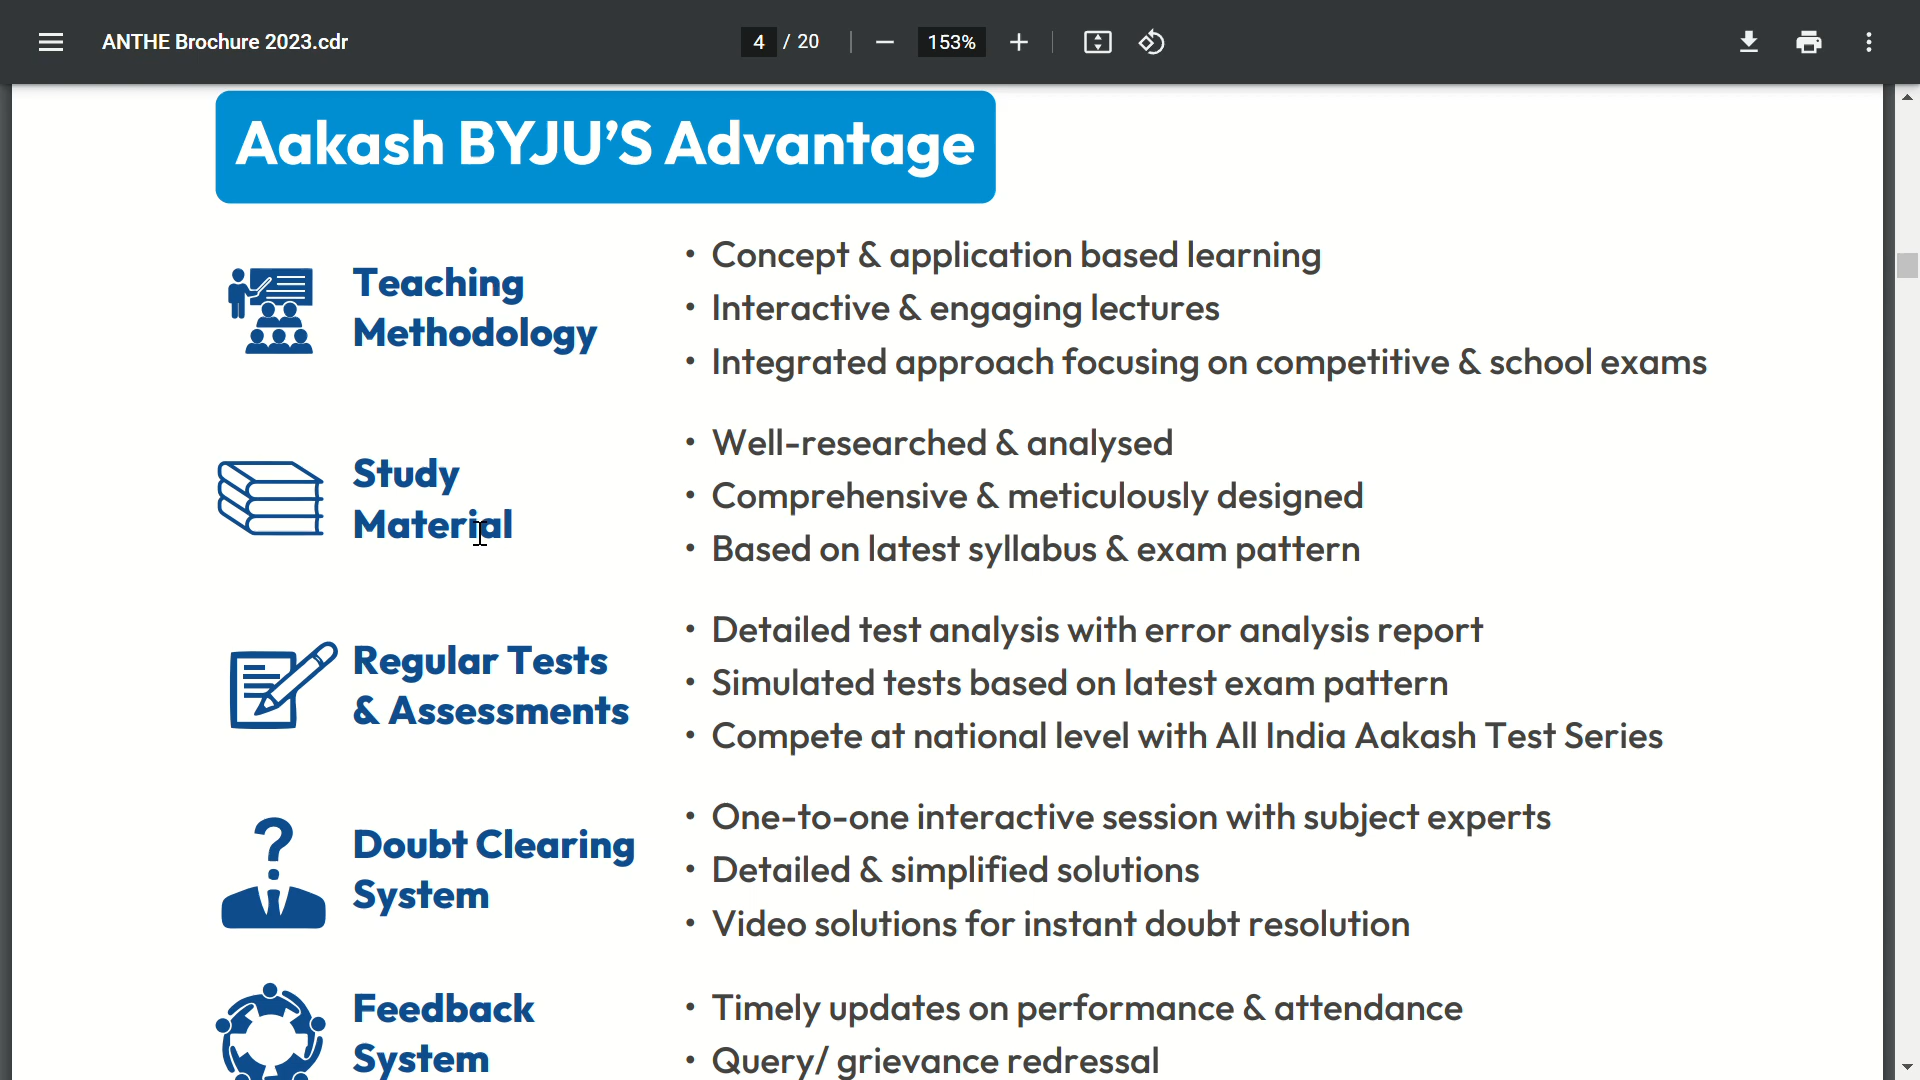 ANTHE Brochure 2023.cdr
4 / 20
153%
Aakash BYJU'S Advantage
Teaching
Methodology
• Concept & application based learning
• Interactive & engaging lectures
• Integrated approach focusing on competitive & school exams
Study
Material
• Well-researched & analysed
• Comprehensive & meticulously designed
• Based on latest syllabus & exam pattern
Regular Tests
& Assessments
• Detailed test analysis with error analysis report
• Simulated tests based on latest exam pattern
• Compete at national level with All India Aakash Test Series
?
Doubt Clearing
System
• One-to-one interactive session with subject experts
• Detailed & simplified solutions
• Video solutions for instant doubt resolution
Feedback
System
• Timely updates on performance & attendance
• Query/ grievance redressal